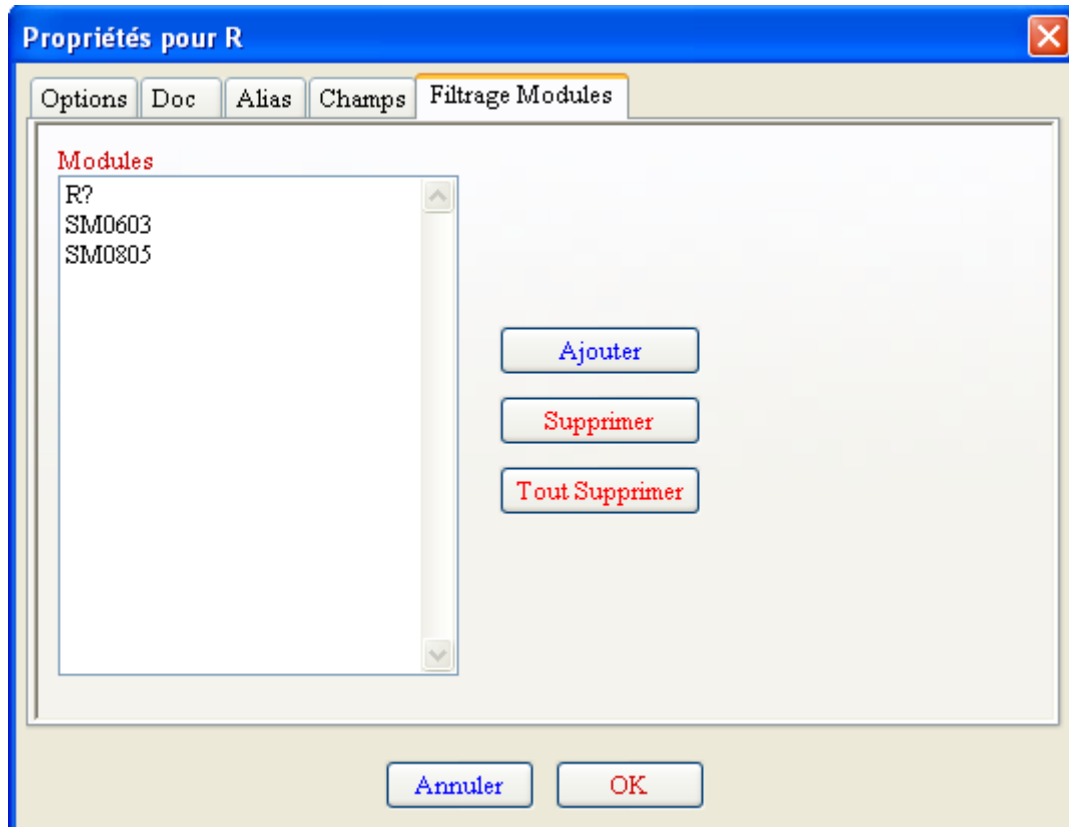 Propriétés pour R
Options Doc Alias Champs Filtrage Modules
Modules
R?
SM0603
SM0805
Ajouter
Supprimer
Tout Supprimer
Annuler OK